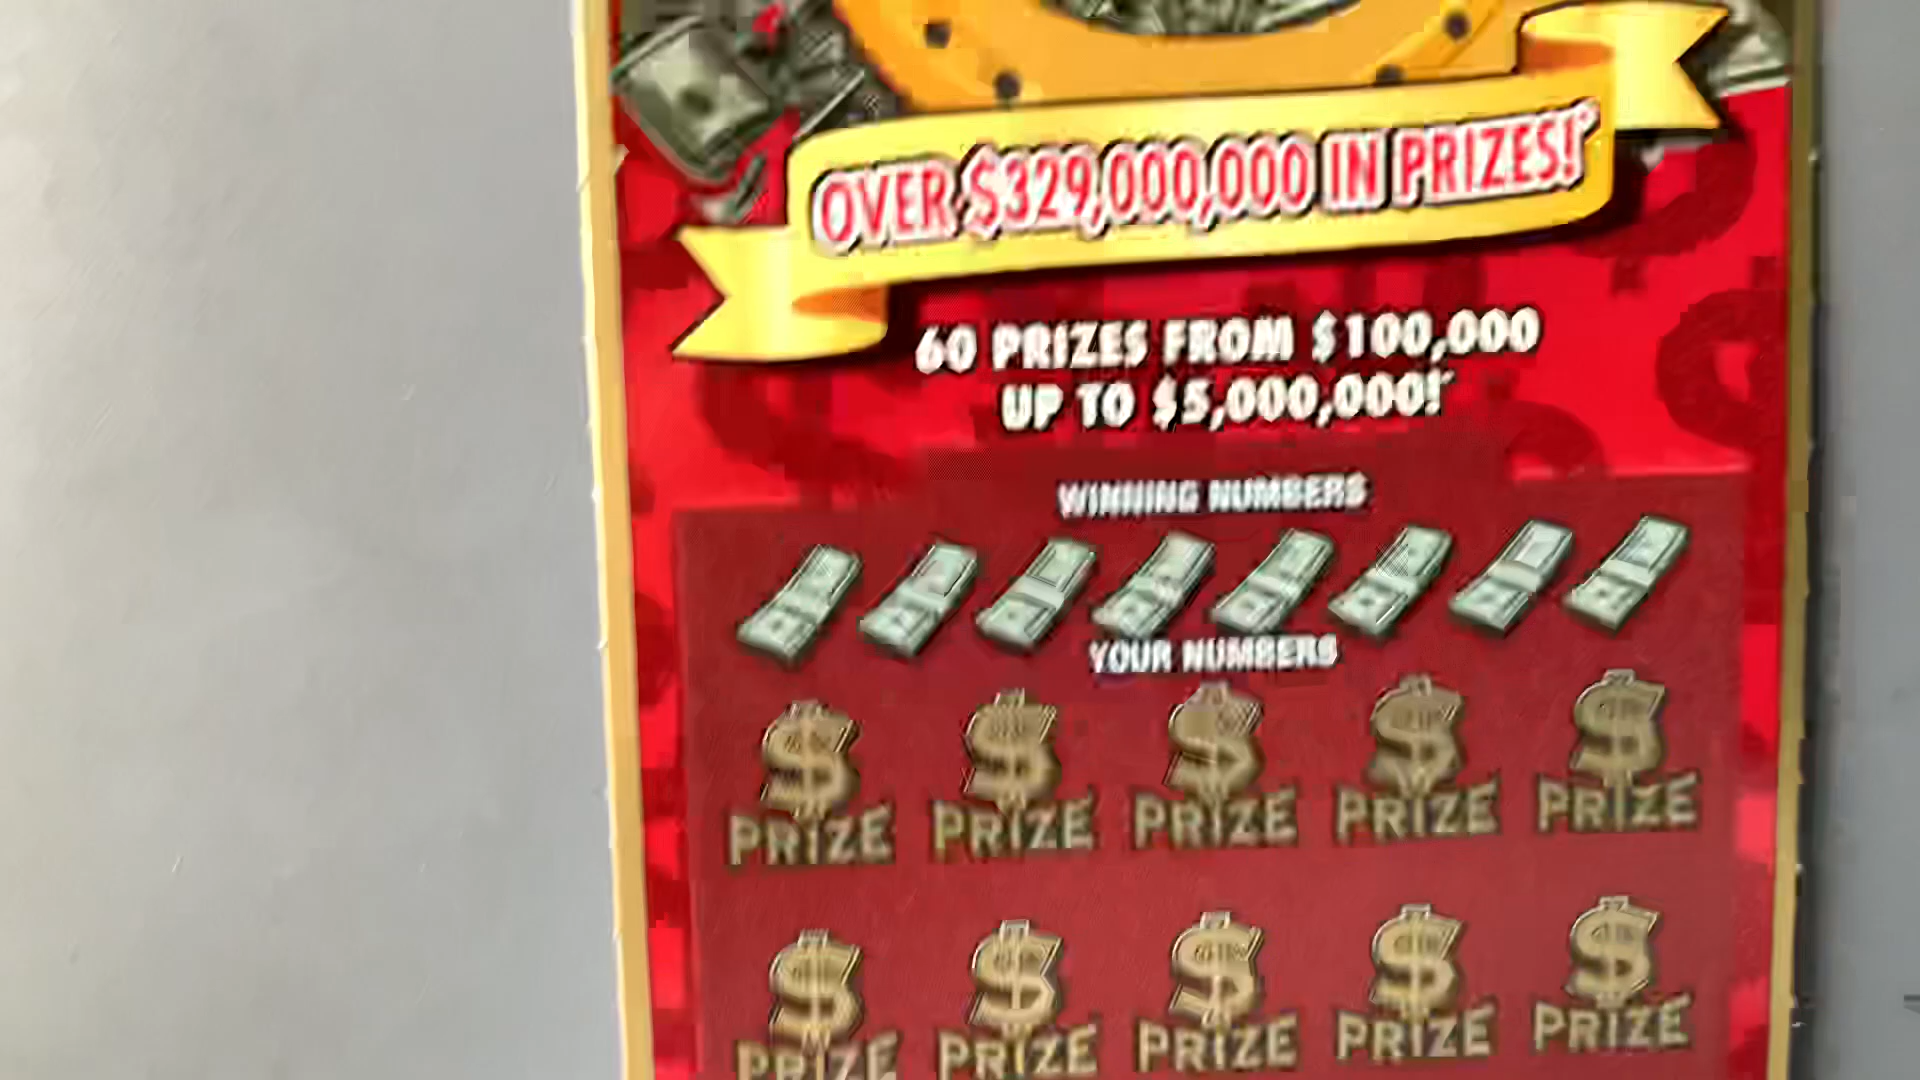 OVER $329,000,000 IN PRIZES!*
60 PRIZES FROM $100,000
UP TO $5,000,000!*
WINNING NUMBERS
YOUR NUMBERS
PRIZE PRIZE PRIZE PRIZE PRIZE
PRIZE PRIZE PRIZE PRIZE PRIZE